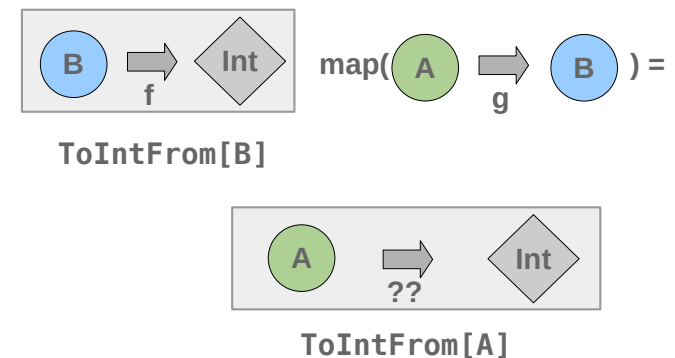 B f Int map( A g B ) =
ToIntFrom[B]
A ?? Int
ToIntFrom[A]